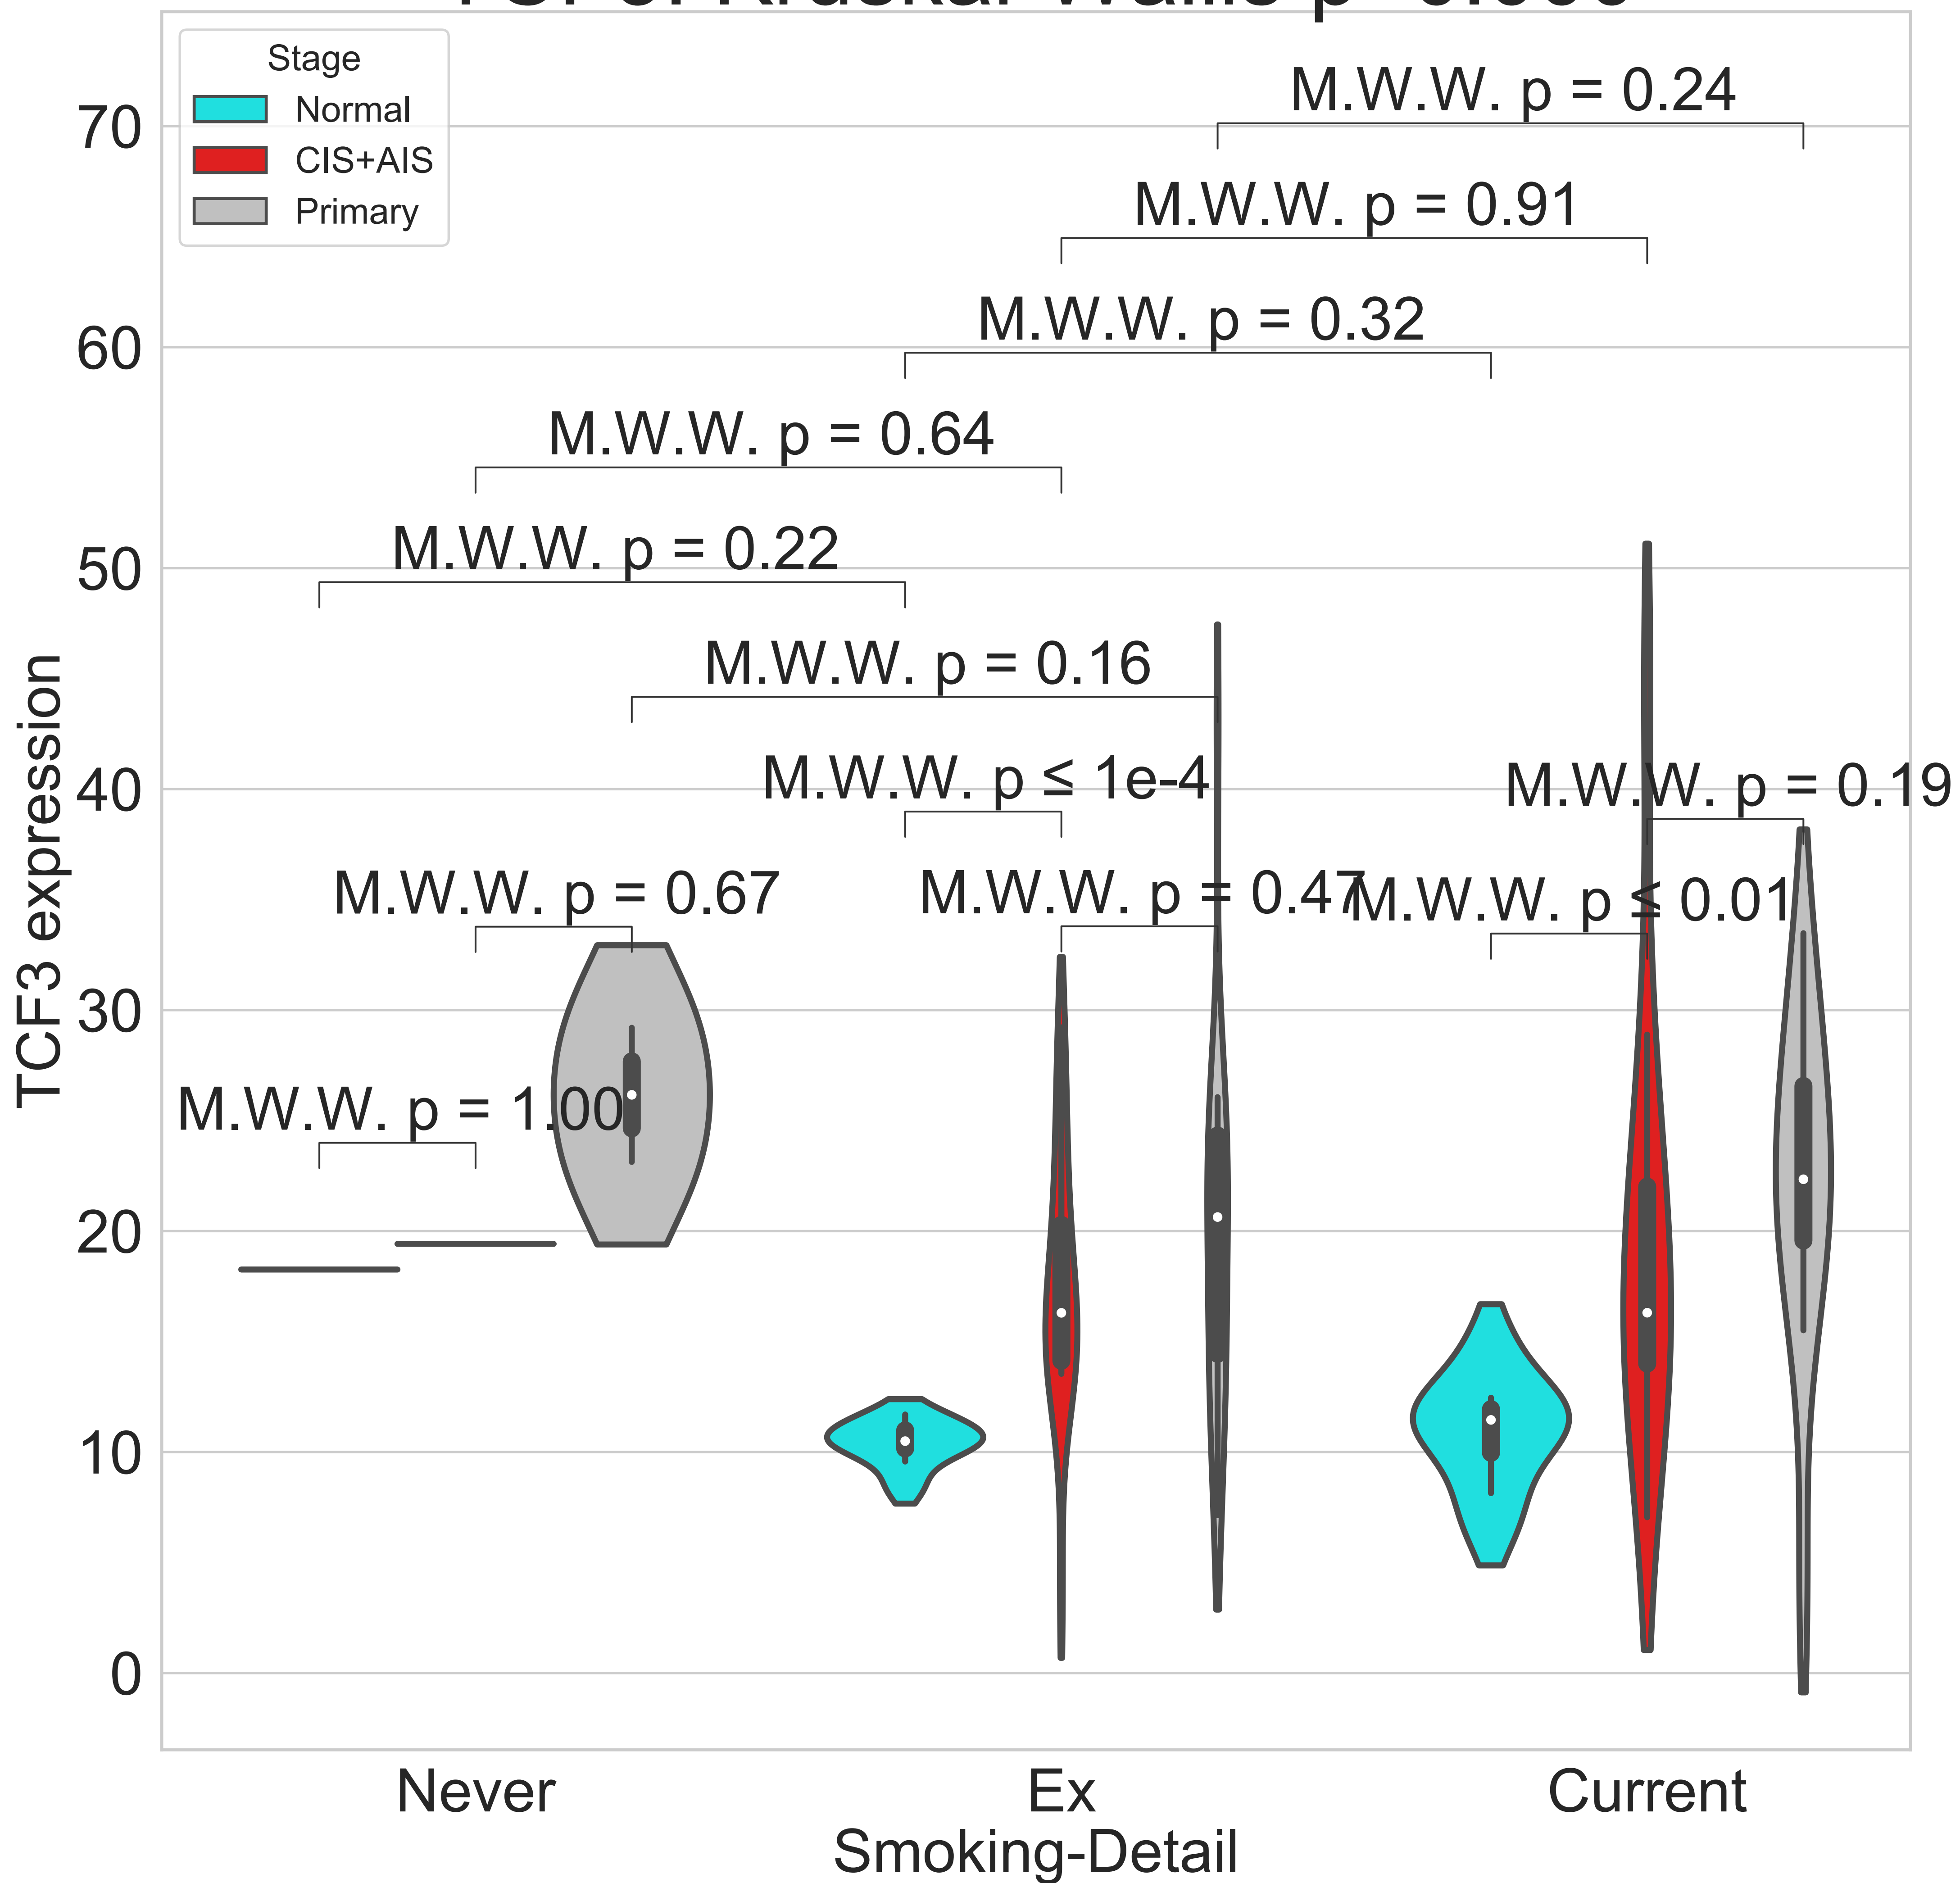 Stage
Normal
CIS+AIS
Primary
M.W.W. p = 0.24
M.W.W. p = 0.91
M.W.W. p = 0.32
M.W.W. p = 0.64
M.W.W. p = 0.22
M.W.W. p = 0.16
M.W.W. p ≤ 1e-4
M.W.W. p = 0.19
M.W.W. p = 0.67
M.W.W. p = 0.47
M.W.W. p ≤ 0.01
M.W.W. p = 1.00
70
60
50
40
30
20
10
0
TCF3 expression
Never
Ex
Current
Smoking-Detail